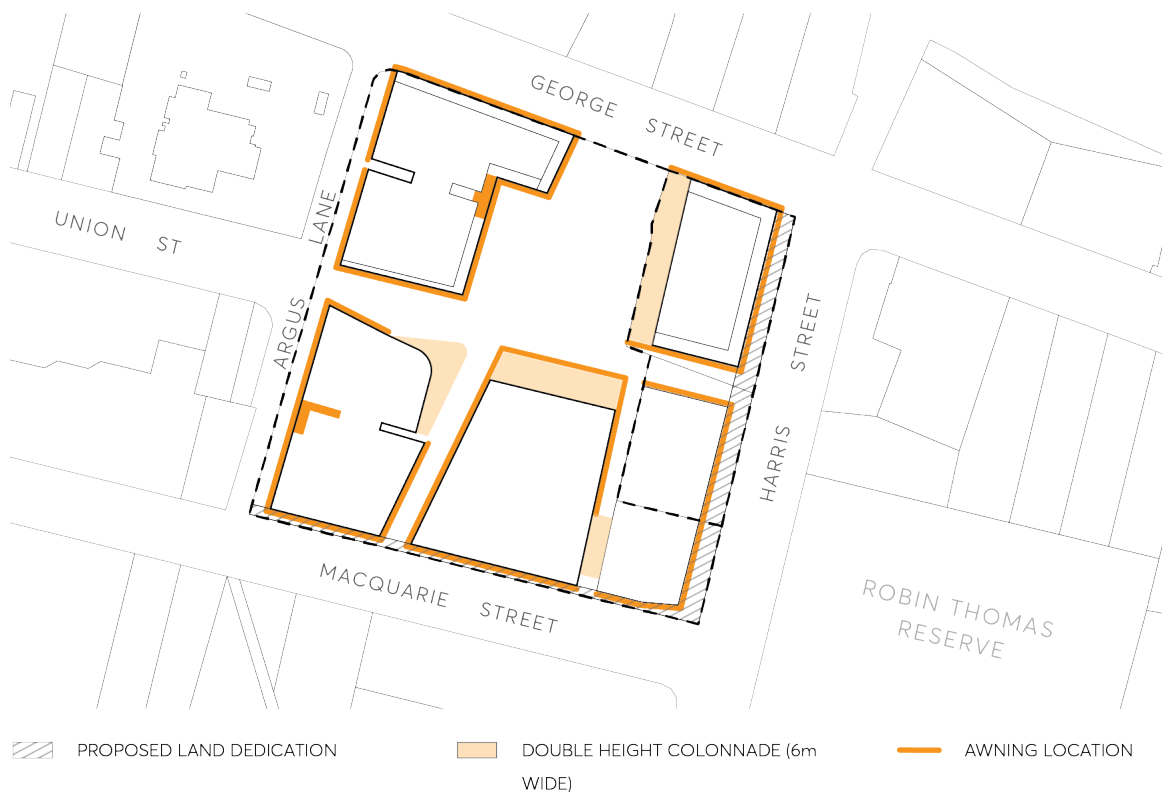 GEORGE STREET
UNION ST
ARGUS LANE
HARRIS STREET
MACQUARIE STREET
ROBIN THOMAS
RESERVE
PROPOSED LAND DEDICATION
DOUBLE HEIGHT COLONNADE (6m
WIDE)
AWNING LOCATION